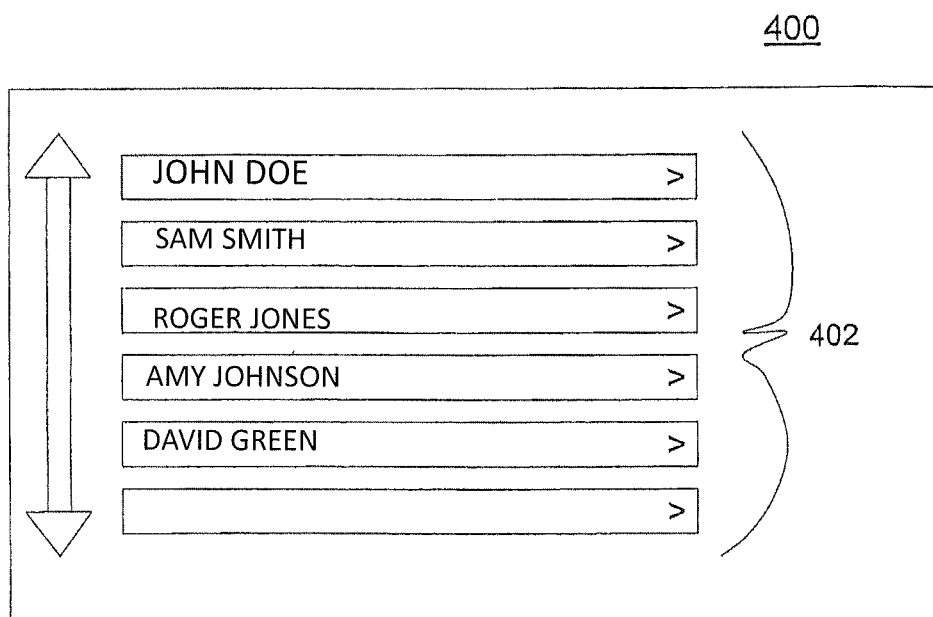 400
JOHN DOE >
SAM SMITH >
ROGER JONES >
402
AMY JOHNSON >
DAVID GREEN >
>